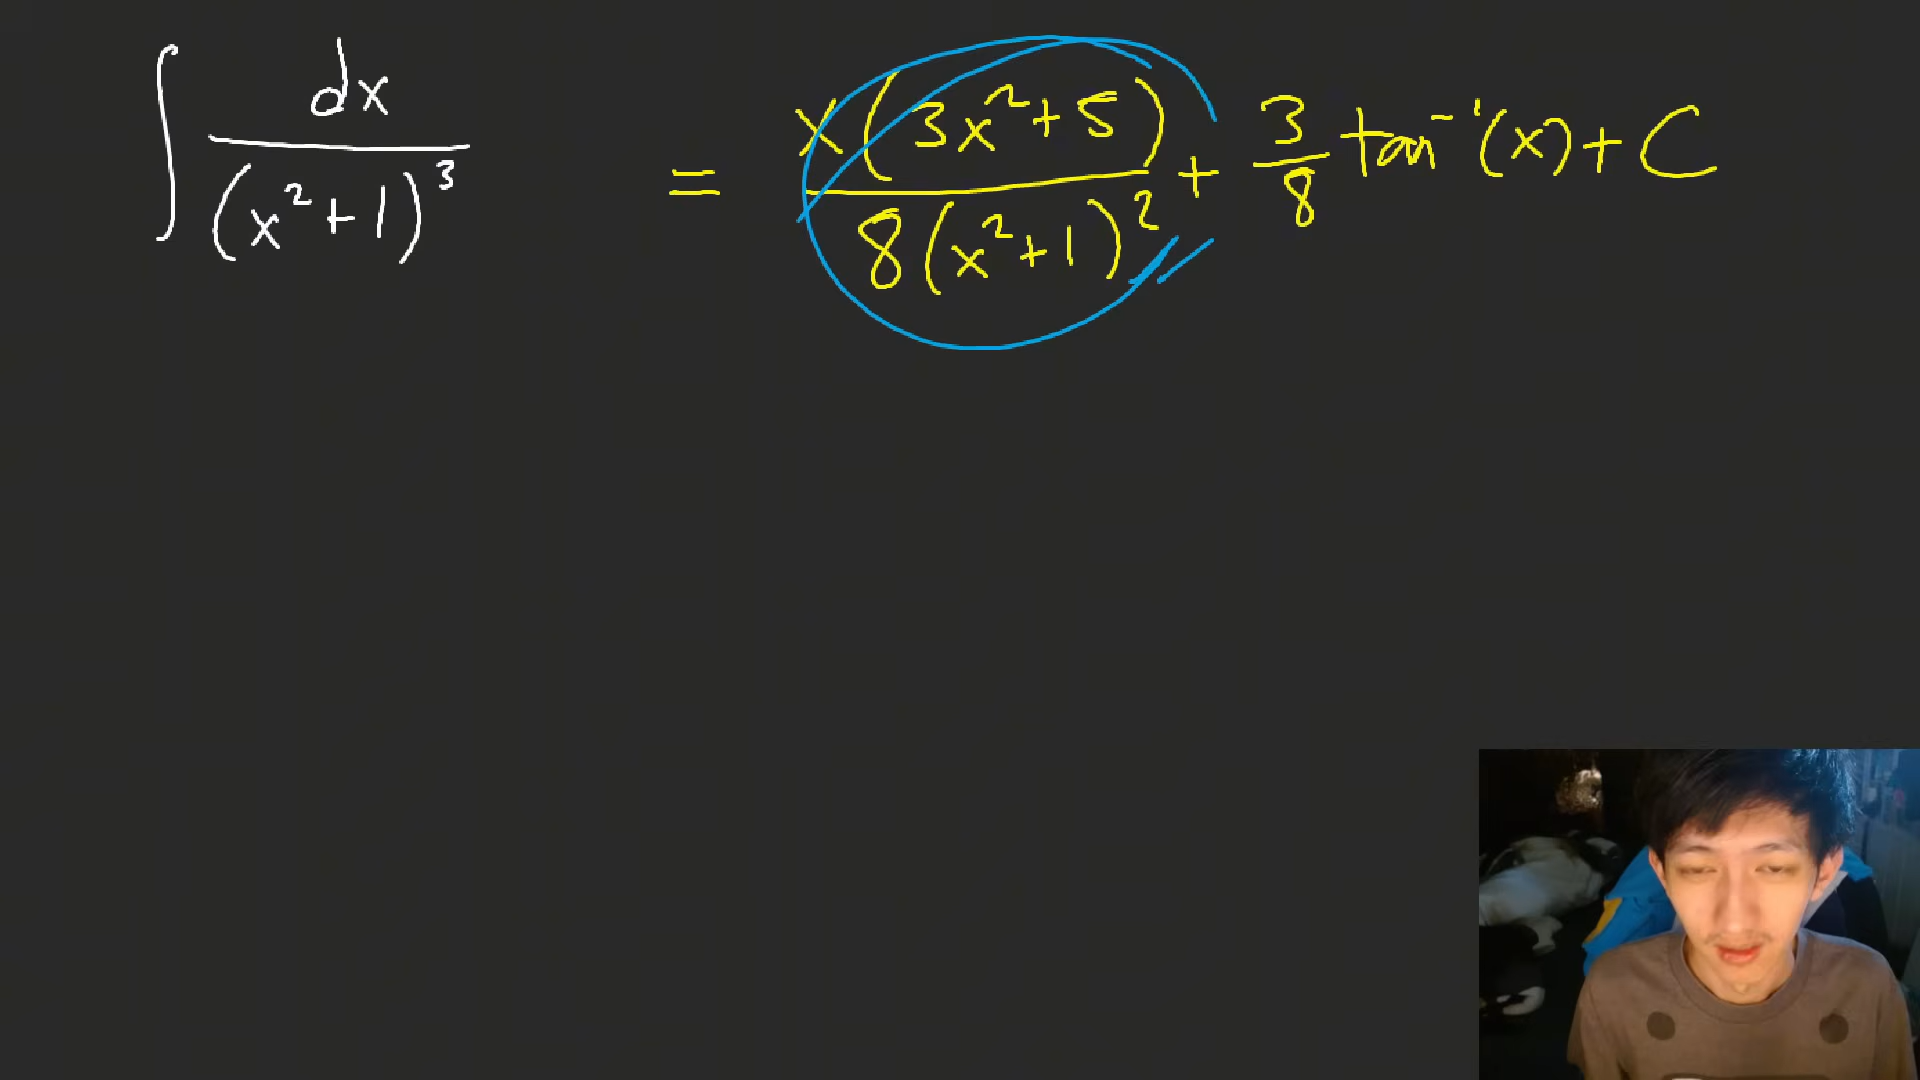 ∫ dx / (x² + 1)³ = x(3x² + 5) / 8(x² + 1)² + 3/8 tan⁻¹(x) + C